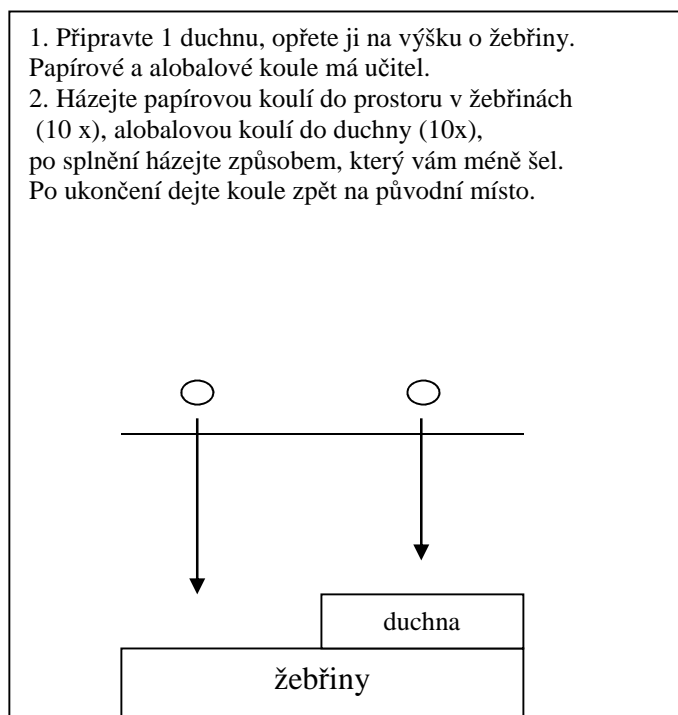 1. Připravte 1 duchnu, opřete ji na výšku o žebřiny.
Papírové a alobalové koule má učitel.
2. Házejte papírovou koulí do prostoru v žebřinách
(10 x), alobalovou koulí do duchny (10x),
po splnění házejte způsobem, který vám méně šel.
Po ukončení dejte koule zpět na původní místo.
duchna
žebřiny